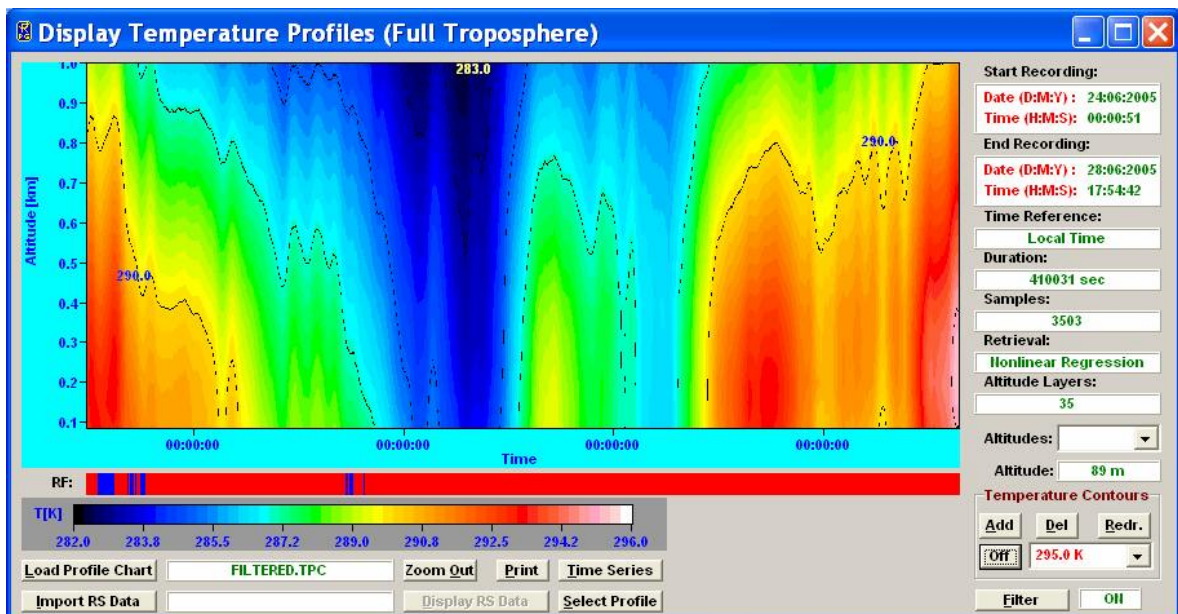 Display Temperature Profiles (Full Troposphere)
1.0
0.9
0.8
0.7
0.6
0.5
0.4
0.3
0.2
0.1
Altitude [km]
283.0
290.0
290.0
00:00:00 00:00:00 00:00:00 00:00:00
Time
RF:
T[K]
282.0 283.8 285.5 287.2 289.0 290.8 292.5 294.2 296.0
Load Profile Chart FILTERED.TPC Zoom Out Print Time Series
Import RS Data Display RS Data Select Profile
Start Recording:
Date (D:M:Y) : 24:06:2005
Time (H:M:S): 00:00:51
End Recording:
Date (D:M:Y) : 28:06:2005
Time (H:M:S): 17:54:42
Time Reference:
Local Time
Duration:
410031 sec
Samples:
3503
Retrieval:
Nonlinear Regression
Altitude Layers:
35
Altitudes:
Altitude: 89 m
Temperature Contours
Add Del Redr.
Off 295.0 K
Filter ON